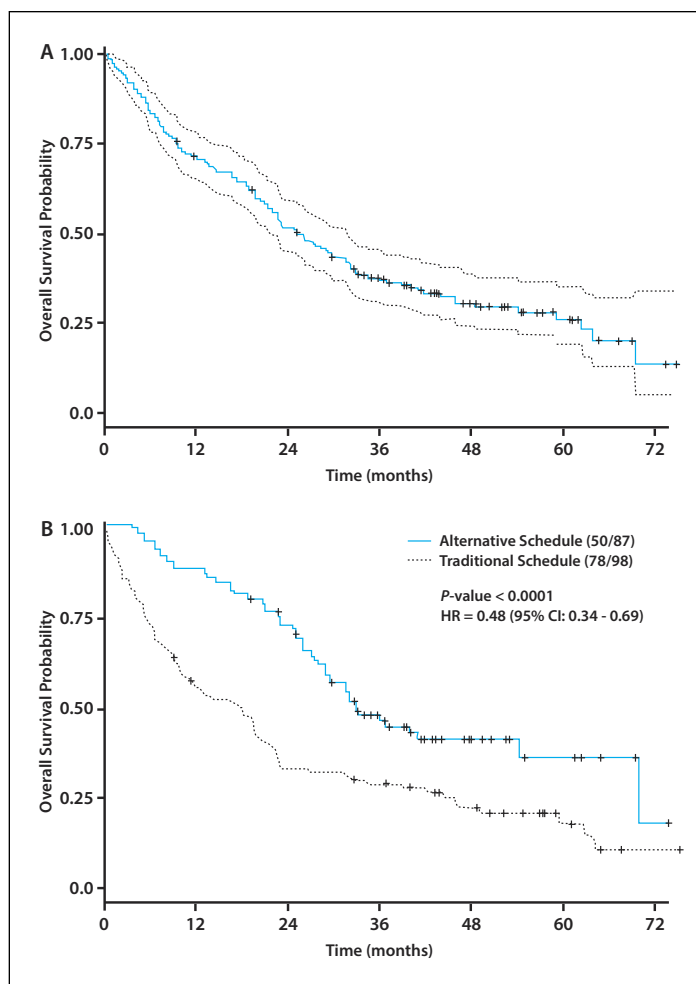 A
1.00
0.75
0.50
0.25
0.0
Overall Survival Probability
0 12 24 36 48 60 72
Time (months)
B
1.00
0.75
0.50
0.25
0.0
Overall Survival Probability
Alternative Schedule (50/87)
Traditional Schedule (78/98)
P-value < 0.0001
HR = 0.48 (95% CI: 0.34 - 0.69)
0 12 24 36 48 60 72
Time (months)